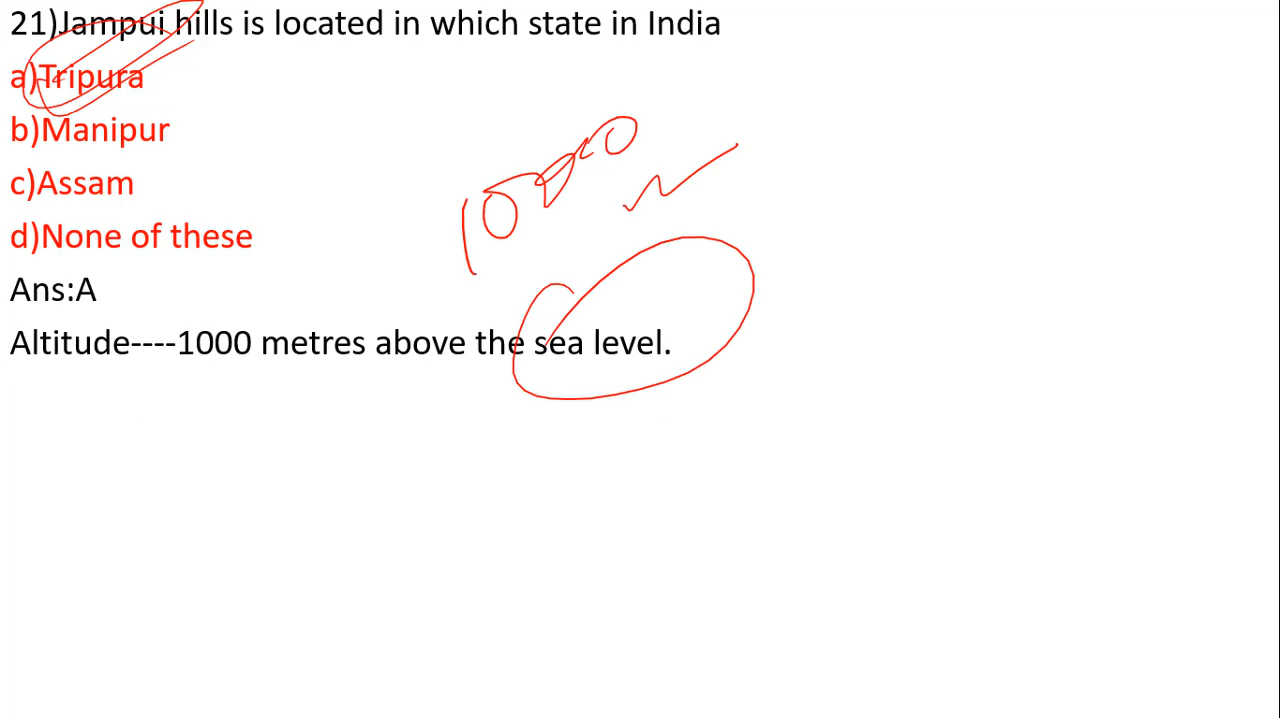 21)Jampui hills is located in which state in India
a)Tripura
b)Manipur
c)Assam
d)None of these
1000
Ans:A
Altitude----1000 metres above the sea level.